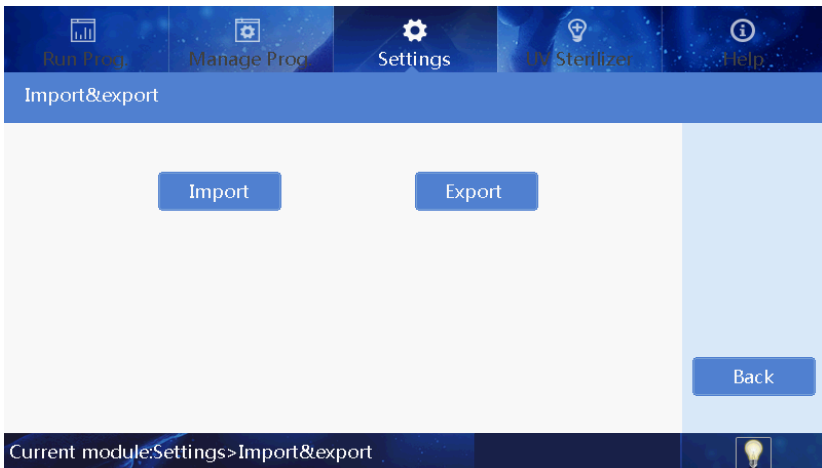 Run Prog.
Manage Prog.
Settings
UV Sterilizer
Help
Import&export
Import
Export
Back
Current module:Settings>Import&export